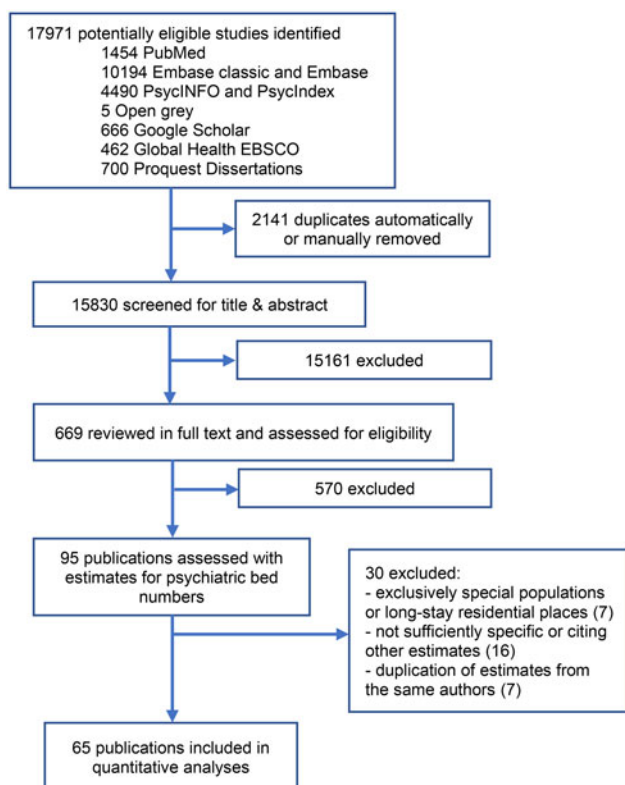 17971 potentially eligible studies identified
1454 PubMed
10194 Embase classic and Embase
4490 PsycINFO and PsycIndex
5 Open grey
666 Google Scholar
462 Global Health EBSCO
700 Proquest Dissertations
2141 duplicates automatically
or manually removed
15830 screened for title & abstract
15161 excluded
669 reviewed in full text and assessed for eligibility
570 excluded
95 publications assessed with
estimates for psychiatric bed
numbers
30 excluded:
- exclusively special populations
or long-stay residential places (7)
- not sufficiently specific or citing
other estimates (16)
- duplication of estimates from
the same authors (7)
65 publications included in
quantitative analyses